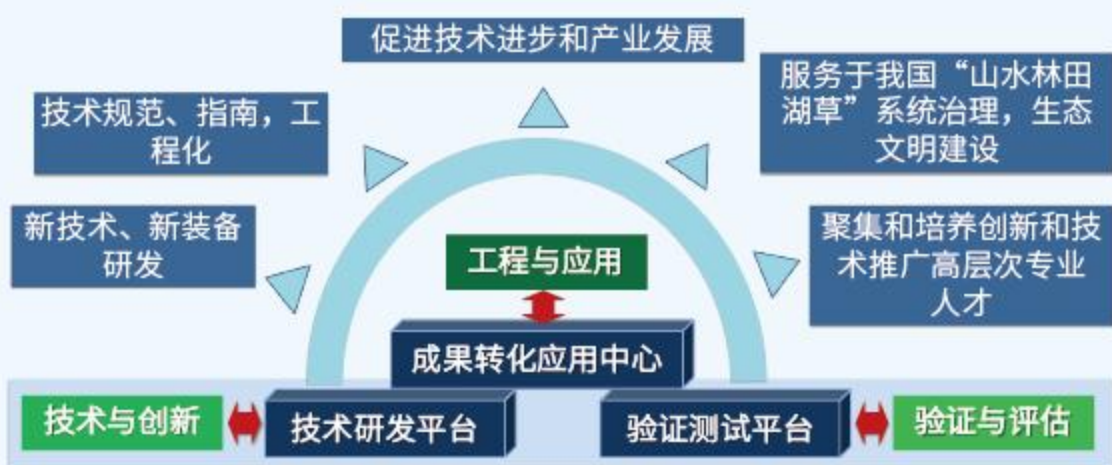 促进技术进步和产业发展
服务于我国“山水林田
湖草”系统治理，生态
文明建设
技术规范、指南，工
程化
新技术、新装备
研发
聚集和培养创新和技
术推广高层次专业
人才
工程与应用
成果转化应用中心
技术与创新
技术研发平台
验证测试平台
验证与评估